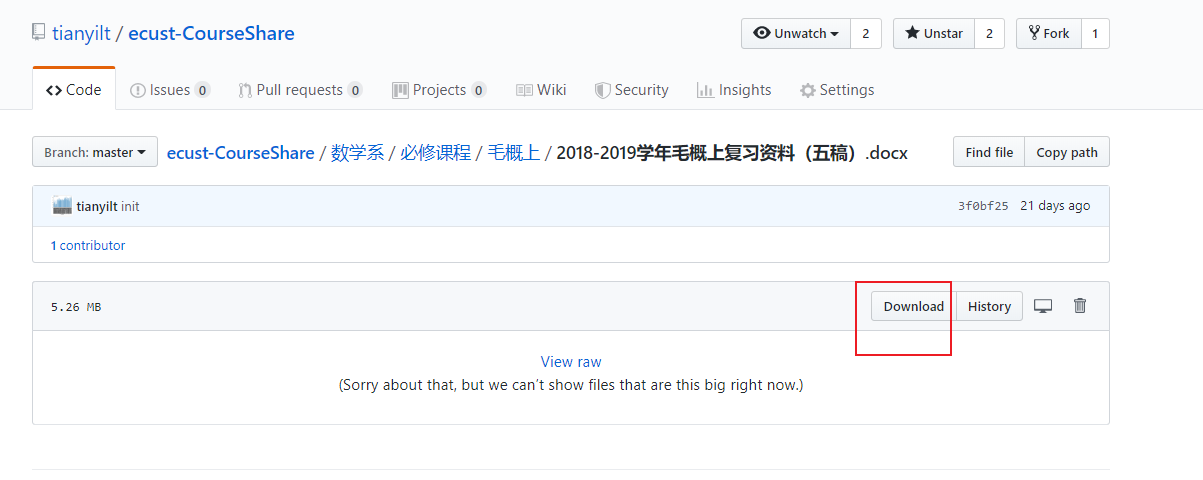 tianyilt / ecust-CourseShare
Unwatch 2 Unstar 2 Fork 1
Code Issues 0 Pull requests 0 Projects 0 Wiki Security Insights Settings
Branch: master ecust-CourseShare / 数学系 / 必修课程 / 毛概上 / 2018-2019学年毛概上复习资料（五稿）.docx Find file Copy path
tianyilt init 3f0bf25 21 days ago
1 contributor
5.26 MB Download History
View raw
(Sorry about that, but we can’t show files that are this big right now.)